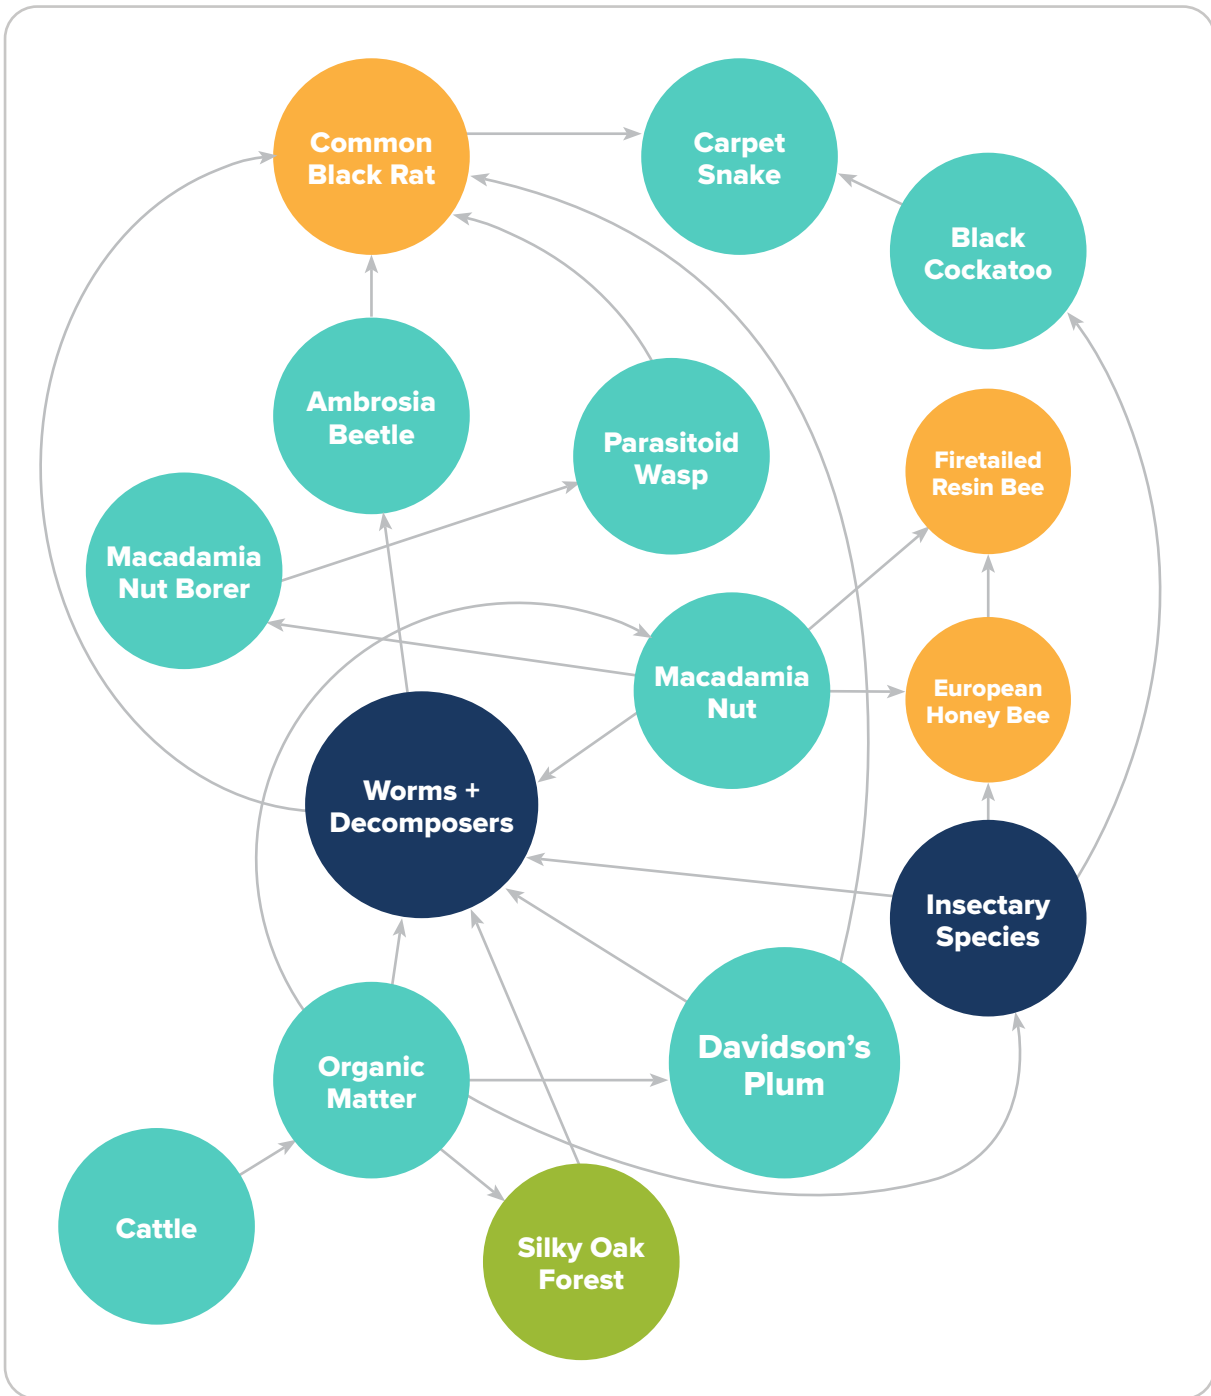 Common
Black Rat
Carpet
Snake
Black
Cockatoo
Ambrosia
Beetle
Parasitoid
Wasp
Firetailed
Resin Bee
Macadamia
Nut Borer
Macadamia
Nut
European
Honey Bee
Worms +
Decomposers
Insectary
Species
Organic
Matter
Davidson’s
Plum
Cattle
Silky Oak
Forest